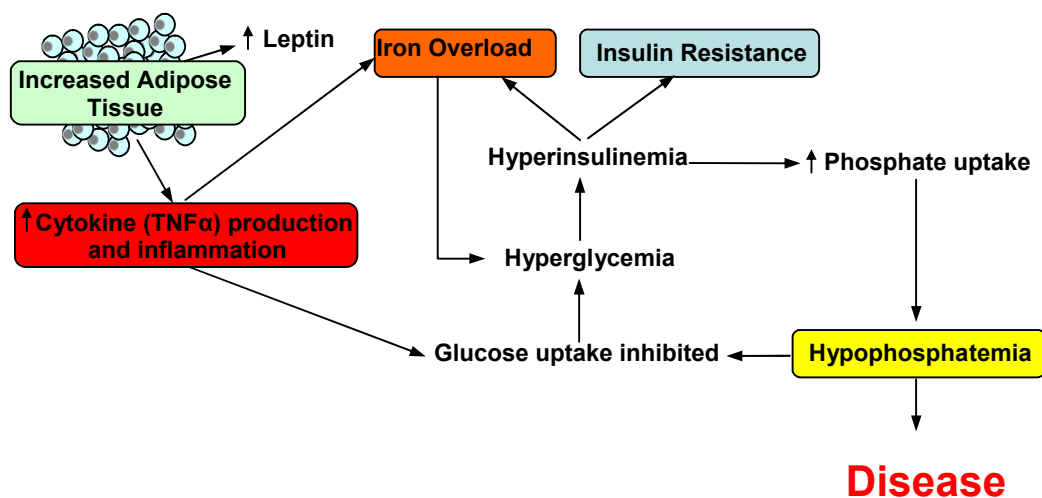 ↑ Leptin
Increased Adipose
Tissue
Iron Overload
Insulin Resistance
Hyperinsulinemia
↑ Phosphate uptake
↑Cytokine (TNFα) production
and inflammation
Hyperglycemia
Glucose uptake inhibited
Hypophosphatemia
Disease